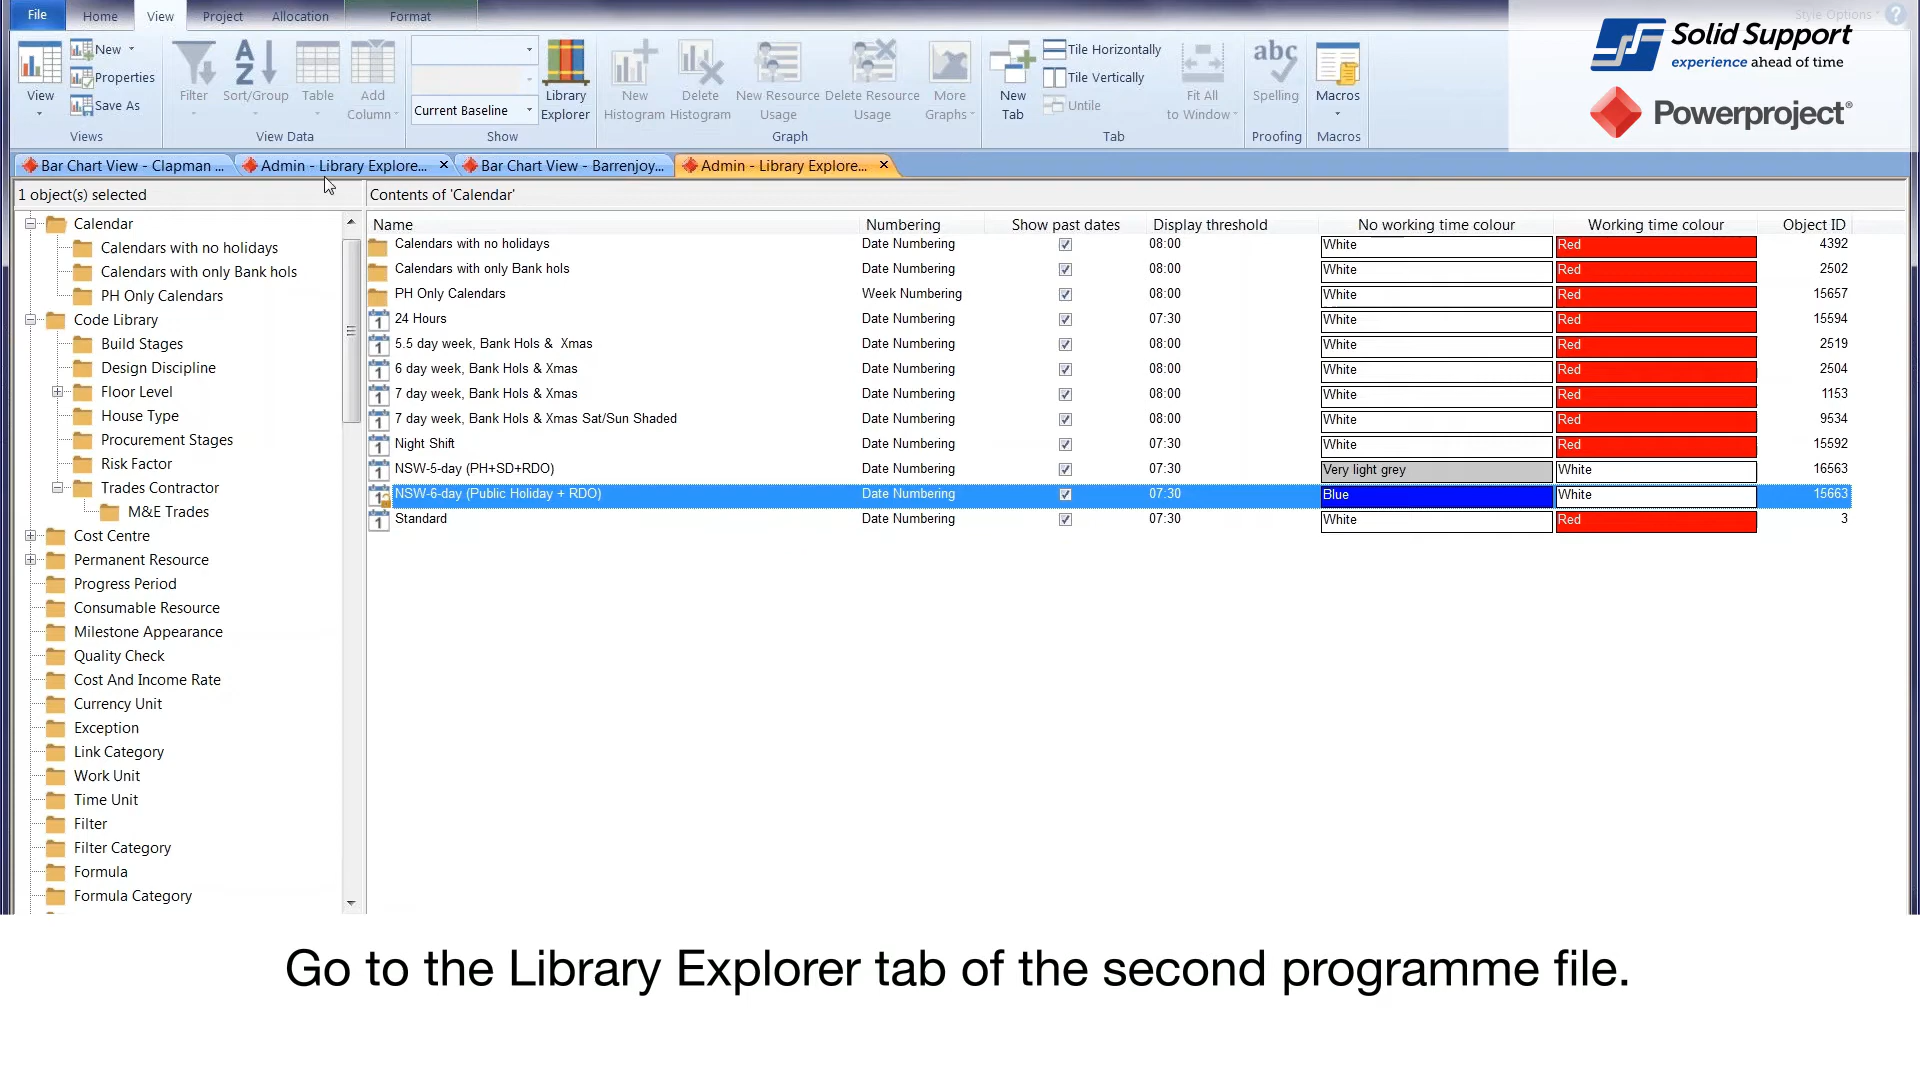 File Home View Project Allocation Format Style Options
New
Properties
Save As
View
Views
Filter Sort/Group Table Add Column
View Data
Current Baseline
Library Explorer
Show
New Histogram Delete Histogram New Resource Usage Delete Resource Usage More Graphs
Graph
New Tab
Tile Horizontally
Tile Vertically
Untile
Fit All to Window
Tab
abc
Spelling
Proofing
Macros
Macros
Solid Support
experience ahead of time
Powerproject®
Bar Chart View - Clapman ... Admin - Library Explore... Bar Chart View - Barrenjoy... Admin - Library Explore...
1 object(s) selected
Contents of 'Calendar'
Calendar
Calendars with no holidays
Calendars with only Bank hols
PH Only Calendars
Code Library
Build Stages
Design Discipline
Floor Level
House Type
Procurement Stages
Risk Factor
Trades Contractor
M&E Trades
Cost Centre
Permanent Resource
Progress Period
Consumable Resource
Milestone Appearance
Quality Check
Cost And Income Rate
Currency Unit
Exception
Link Category
Work Unit
Time Unit
Filter
Filter Category
Formula
Formula Category
Name Numbering Show past dates Display threshold No working time colour Working time colour Object ID
Calendars with no holidays Date Numbering 08:00 White Red 4392
Calendars with only Bank hols Date Numbering 08:00 White Red 2502
PH Only Calendars Week Numbering 08:00 White Red 15657
24 Hours Date Numbering 07:30 White Red 15594
5.5 day week, Bank Hols & Xmas Date Numbering 08:00 White Red 2519
6 day week, Bank Hols & Xmas Date Numbering 08:00 White Red 2504
7 day week, Bank Hols & Xmas Date Numbering 08:00 White Red 1153
7 day week, Bank Hols & Xmas Sat/Sun Shaded Date Numbering 08:00 White Red 9534
Night Shift Date Numbering 07:30 White Red 15592
NSW-5-day (PH+SD+RDO) Date Numbering 07:30 Very light grey White 16563
NSW-6-day (Public Holiday + RDO) Date Numbering 07:30 Blue White 15663
Standard Date Numbering 07:30 White Red 3
Go to the Library Explorer tab of the second programme file.